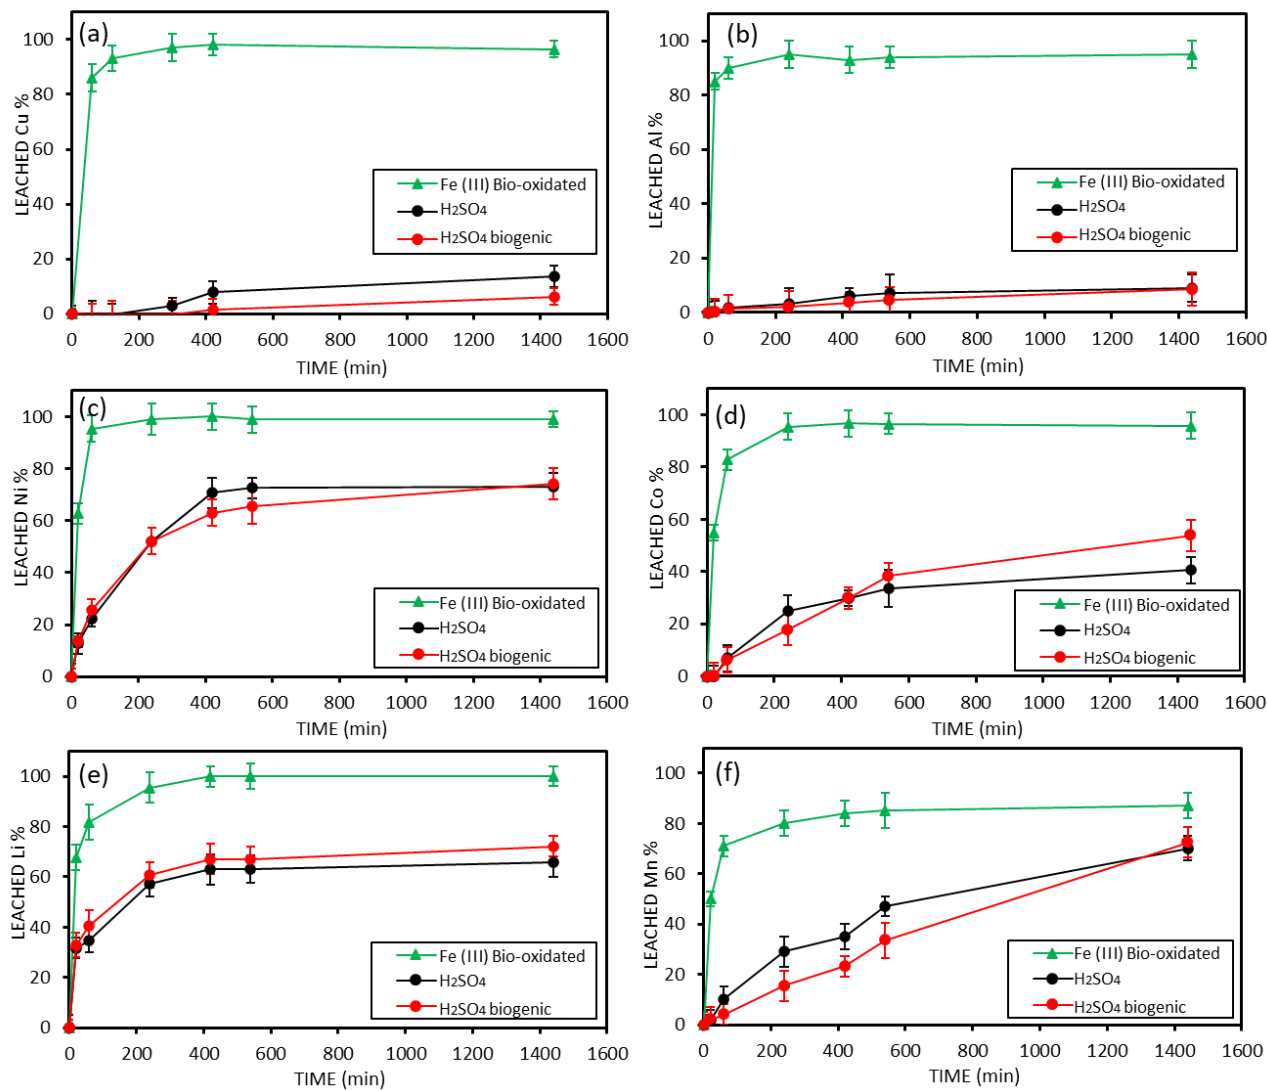 (a)
LEACHED Cu %
100
80
60
40
20
0
Fe (III) Bio-oxidated
H2SO4
H2SO4 biogenic
0 200 400 600 800 1000 1200 1400 1600
TIME (min)
(b)
LEACHED Al %
100
80
60
40
20
0
Fe (III) Bio-oxidated
H2SO4
H2SO4 biogenic
0 200 400 600 800 1000 1200 1400 1600
TIME (min)
(c)
LEACHED Ni %
100
80
60
40
20
0
Fe (III) Bio-oxidated
H2SO4
H2SO4 biogenic
0 200 400 600 800 1000 1200 1400 1600
TIME (min)
(d)
LEACHED Co %
100
80
60
40
20
0
Fe (III) Bio-oxidated
H2SO4
H2SO4 biogenic
0 200 400 600 800 1000 1200 1400 1600
TIME (min)
(e)
LEACHED Li %
100
80
60
40
20
0
Fe (III) Bio-oxidated
H2SO4
H2SO4 biogenic
0 200 400 600 800 1000 1200 1400 1600
TIME (min)
(f)
LEACHED Mn %
100
80
60
40
20
0
Fe (III) Bio-oxidated
H2SO4
H2SO4 biogenic
0 200 400 600 800 1000 1200 1400 1600
TIME (min)